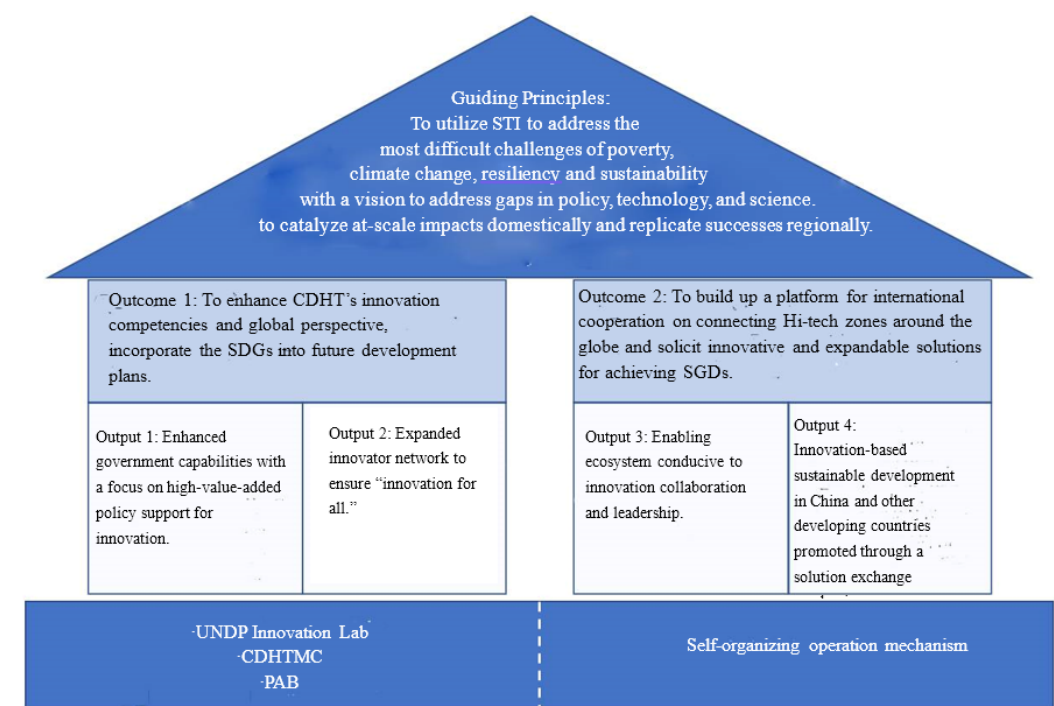 Guiding Principles:
To utilize STI to address the
most difficult challenges of poverty,
climate change, resiliency and sustainability
with a vision to address gaps in policy, technology, and science.
to catalyze at-scale impacts domestically and replicate successes regionally.
Outcome 1: To enhance CDHT's innovation
competencies and global perspective,
incorporate the SDGs into future development
plans.
Outcome 2: To build up a platform for international
cooperation on connecting Hi-tech zones around the
globe and solicit innovative and expandable solutions
for achieving SGDs.
Output 1: Enhanced
government capabilities with
a focus on high-value-added
policy support for
innovation.
Output 2: Expanded
innovator network to
ensure “innovation for
all.”
Output 3: Enabling
ecosystem conducive to
innovation collaboration
and leadership.
Output 4:
Innovation-based
sustainable development
in China and other
developing countries
promoted through a
solution exchange
·UNDP Innovation Lab
·CDHTMC
·PAB
Self-organizing operation mechanism